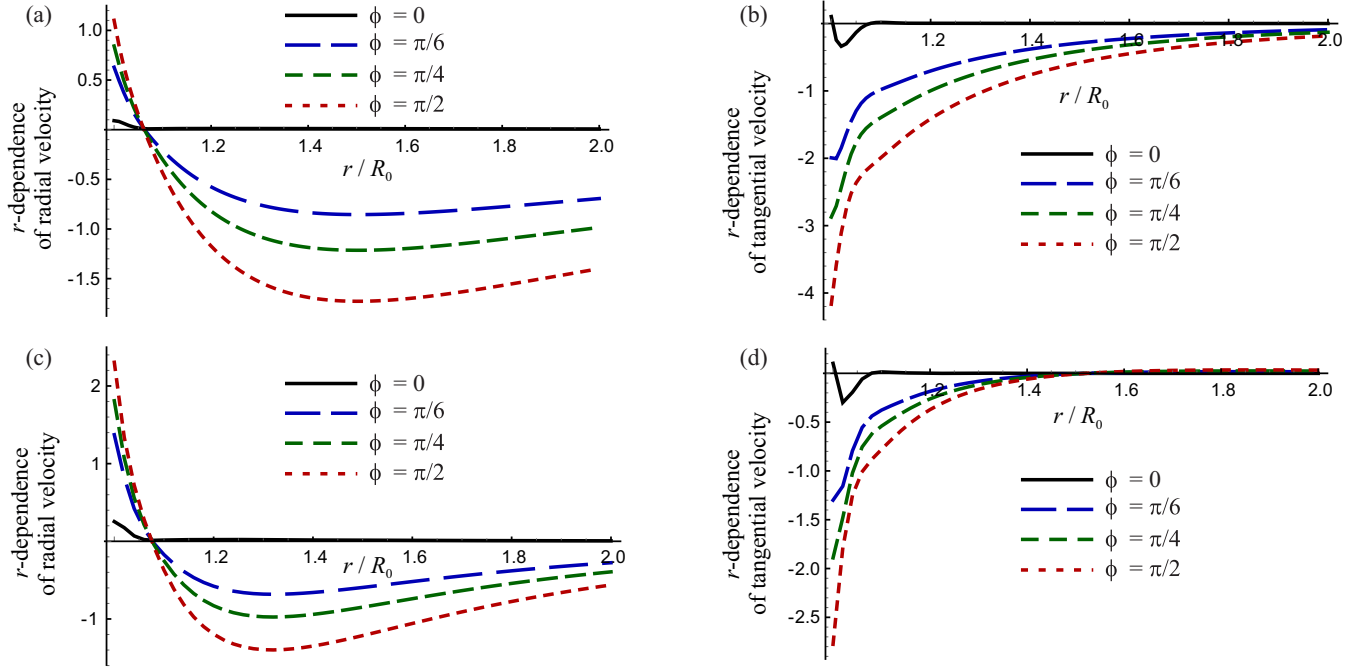 (a)
1.0
0.5
-0.5
-1.0
-1.5
1.2
1.4
1.6
1.8
2.0
r / R0
r-dependence
of radial velocity
ϕ = 0
ϕ = π/6
ϕ = π/4
ϕ = π/2
(b)
1.2
1.4
1.6
1.8
2.0
r / R0
-1
-2
-3
-4
r-dependence
of tangential velocity
ϕ = 0
ϕ = π/6
ϕ = π/4
ϕ = π/2
(c)
2
1
-1
1.2
1.4
1.6
1.8
2.0
r / R0
r-dependence
of radial velocity
ϕ = 0
ϕ = π/6
ϕ = π/4
ϕ = π/2
(d)
1.2
1.4
1.6
1.8
2.0
r / R0
-0.5
-1.0
-1.5
-2.0
-2.5
r-dependence
of tangential velocity
ϕ = 0
ϕ = π/6
ϕ = π/4
ϕ = π/2